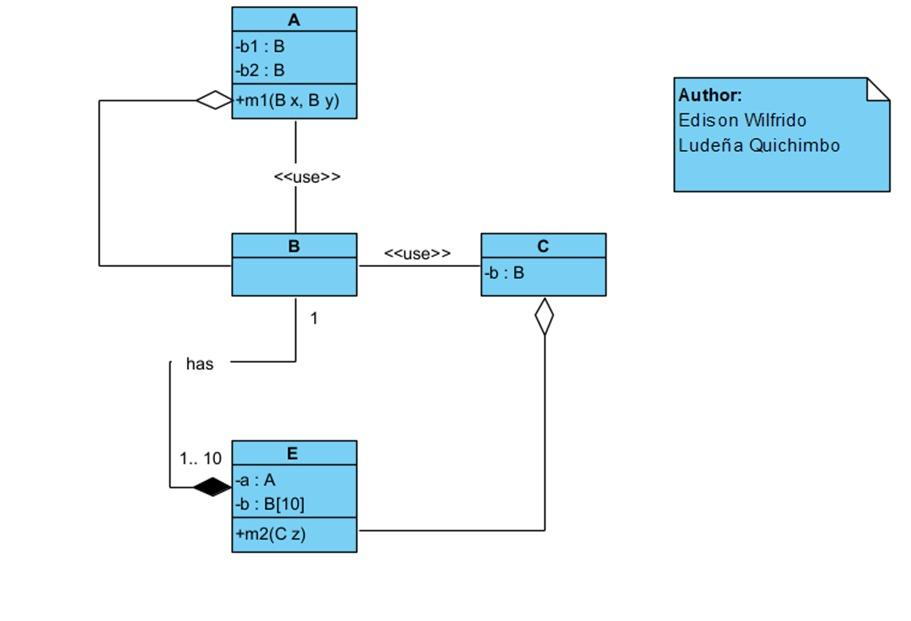 A
-b1 : B
-b2 : B
+m1(B x, B y)
Author:
Edison Wilfrido
Ludeña Quichimbo
<<use>>
B
<<use>>
C
-b : B
1
has
1.. 10
E
-a : A
-b : B[10]
+m2(C z)